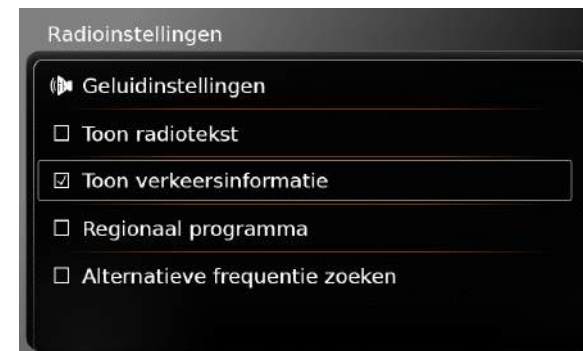 Radioinstellingen
Geluidinstellingen
Toon radiotekst
Toon verkeersinformatie
Regionaal programma
Alternatieve frequentie zoeken